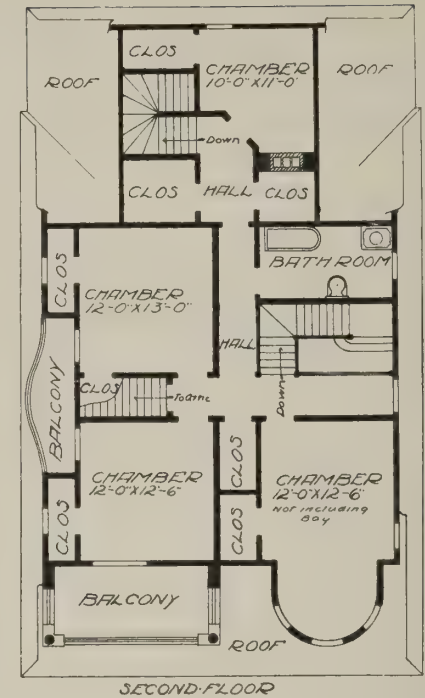 CLOS
ROOF
CHAMBER
10'-0"X11'-0"
ROOF
Down
CLOS
HALL
CLOS
CLOS
CHAMBER
12'-0"X13'-0"
BATH ROOM
BALCONY
HALL
CLOS
To attic
Down
CLOS
CHAMBER
12'-0"X12'-6"
CLOS
CHAMBER
12'-0"X12'-6"
Not including
Bay
CLOS
BALCONY
ROOF
SECOND·FLOOR